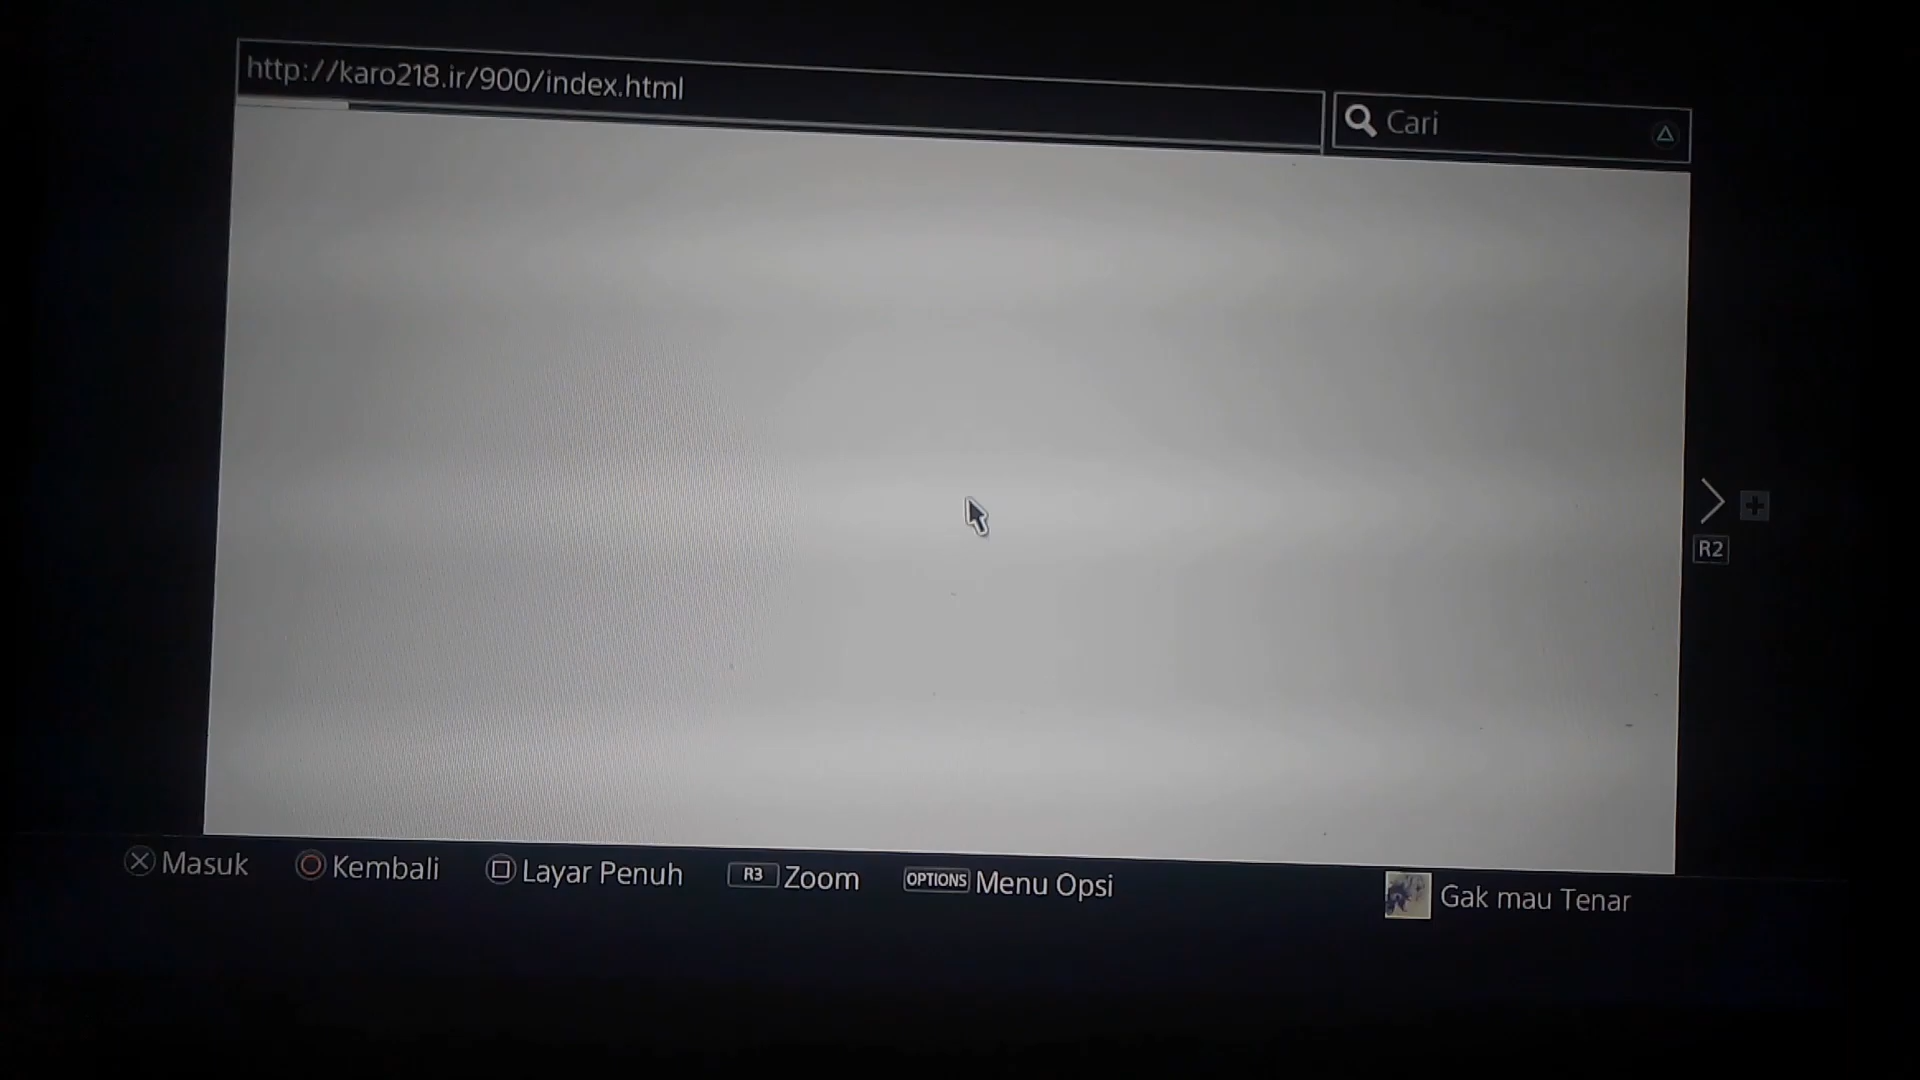 http://karo218.ir/900/index.html
Cari
R2
Masuk
Kembali
Layar Penuh
R3 Zoom
OPTIONS Menu Opsi
Gak mau Tenar